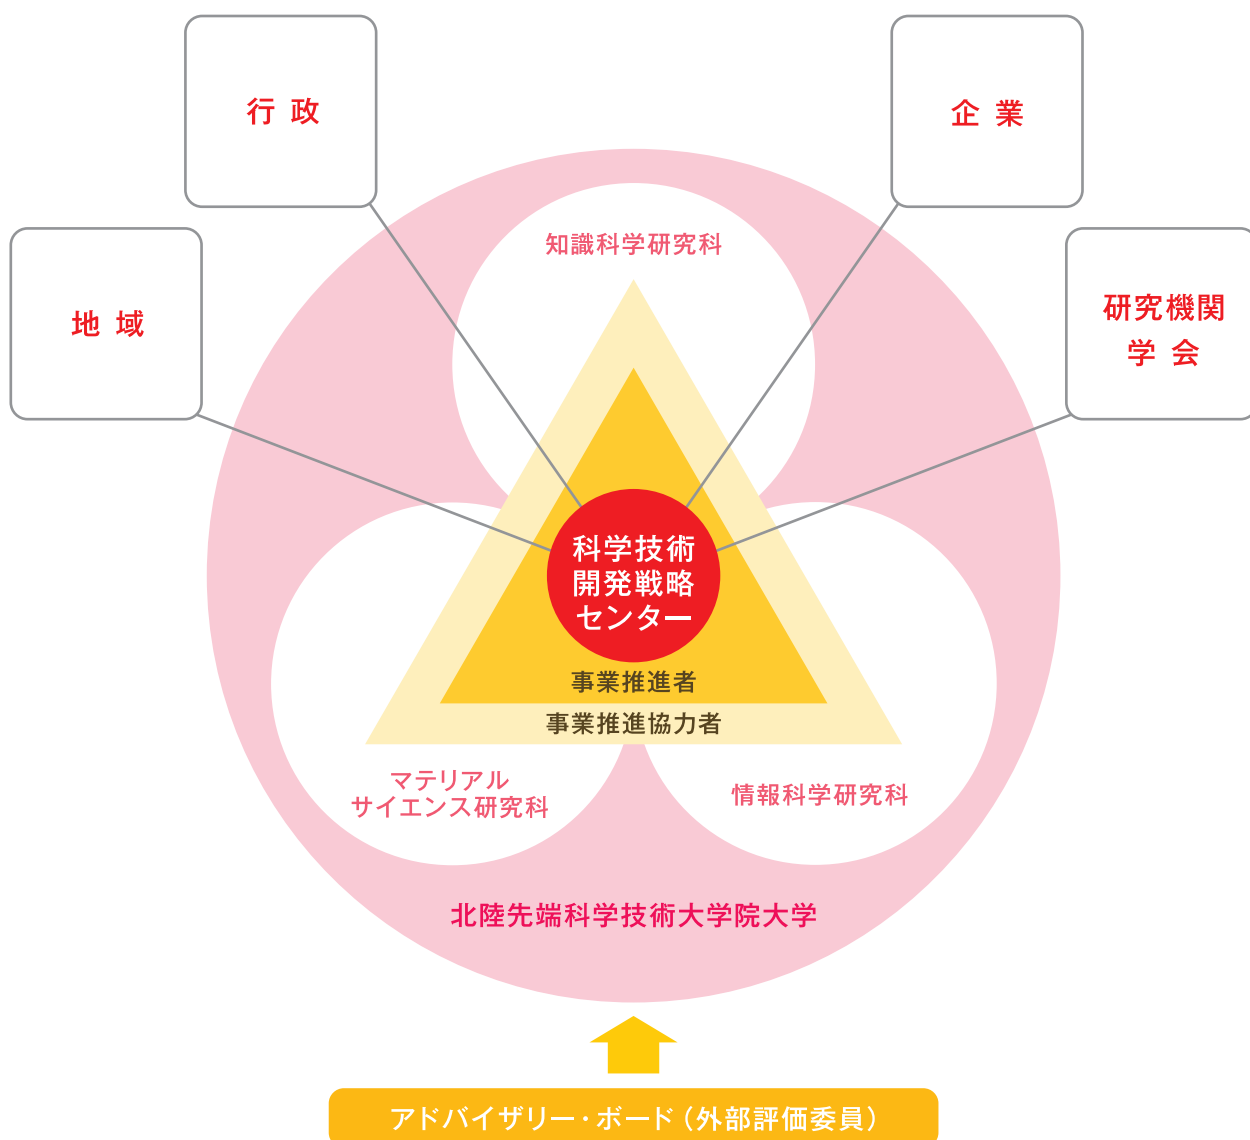 行 政
企 業
地 域
研究機関
学 会
知識科学研究科
科学技術
開発戦略
センター
事業推進者
事業推進協力者
マテリアル
サイエンス研究科
情報科学研究科
北陸先端科学技術大学院大学
アドバイザリー・ボード（外部評価委員）